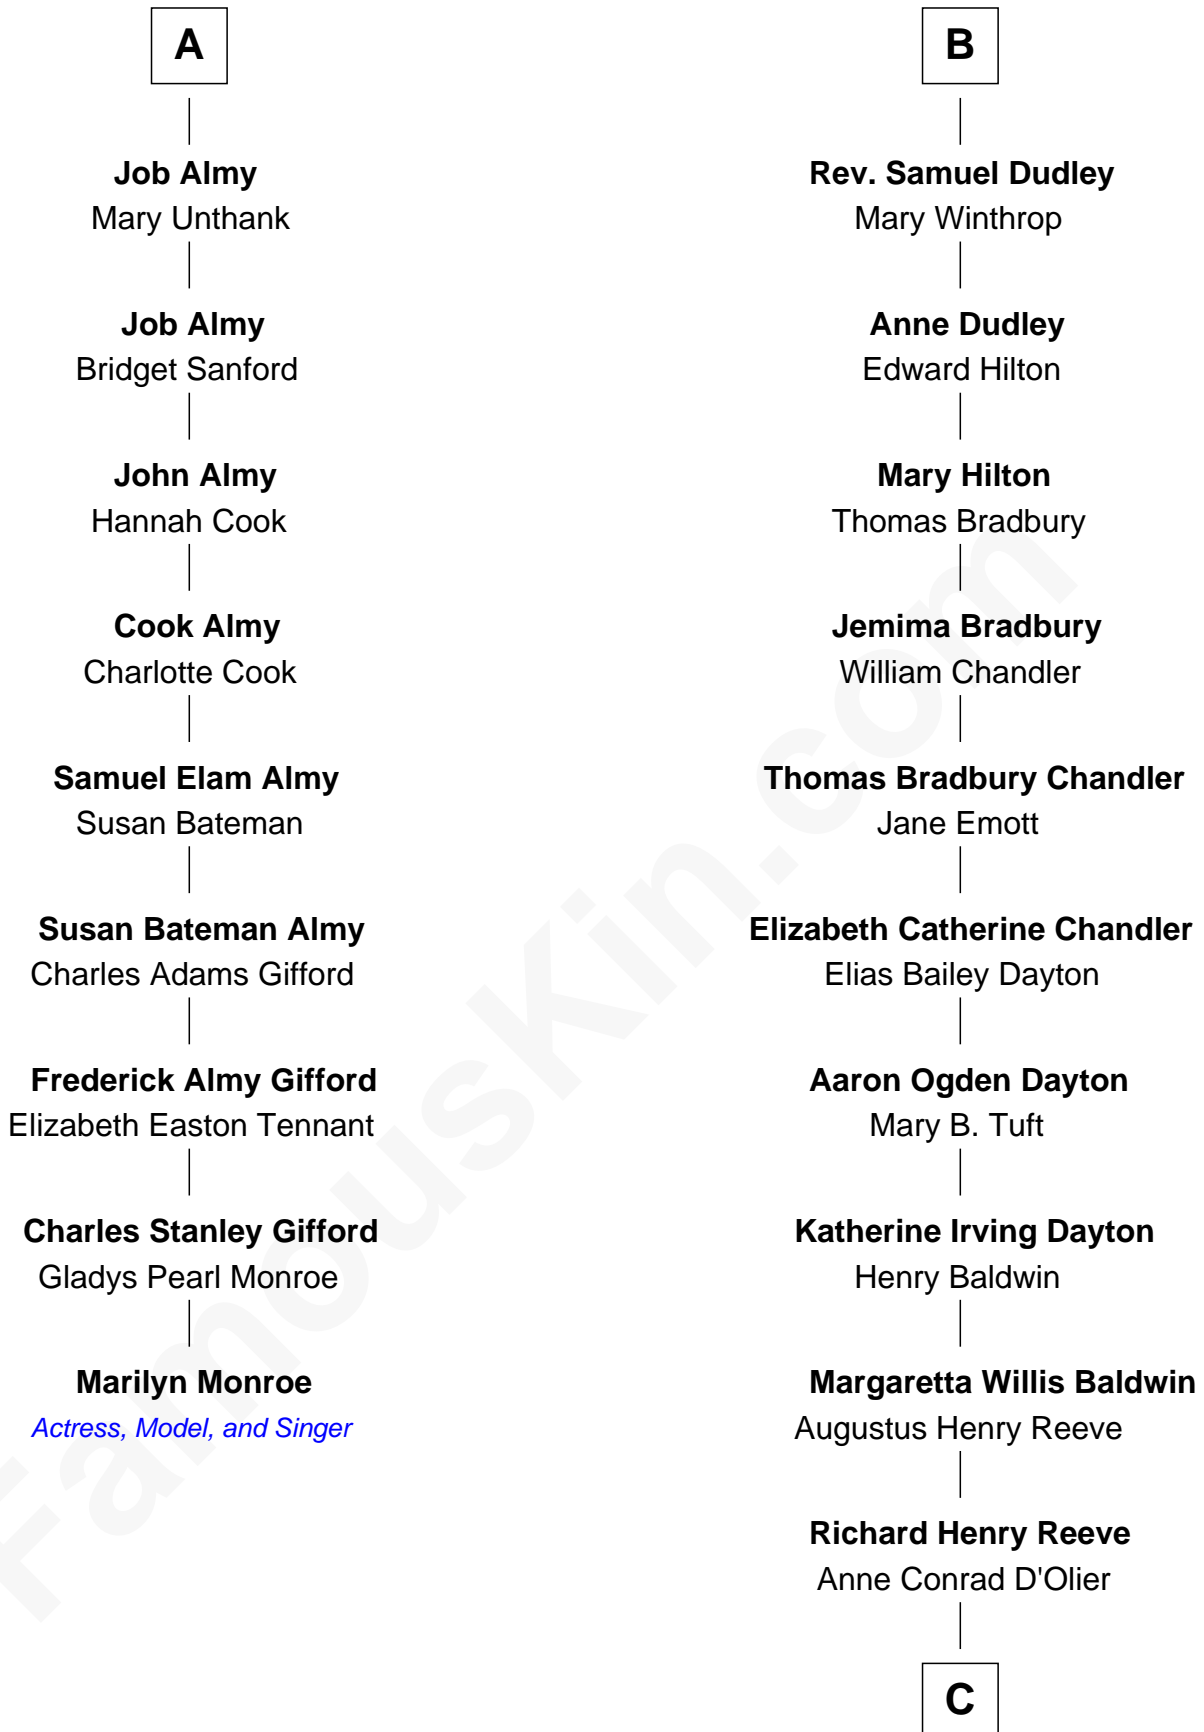 A
Job Almy
Mary Unthank
Job Almy
Bridget Sanford
John Almy
Hannah Cook
Cook Almy
Charlotte Cook
Samuel Elam Almy
Susan Bateman
Susan Bateman Almy
Charles Adams Gifford
Frederick Almy Gifford
Elizabeth Easton Tennant
Charles Stanley Gifford
Gladys Pearl Monroe
Marilyn Monroe
Actress, Model, and Singer
B
Rev. Samuel Dudley
Mary Winthrop
Anne Dudley
Edward Hilton
Mary Hilton
Thomas Bradbury
Jemima Bradbury
William Chandler
Thomas Bradbury Chandler
Jane Emott
Elizabeth Catherine Chandler
Elias Bailey Dayton
Aaron Ogden Dayton
Mary B. Tuft
Katherine Irving Dayton
Henry Baldwin
Margaretta Willis Baldwin
Augustus Henry Reeve
Richard Henry Reeve
Anne Conrad D'Olier
C
FamousKin.com